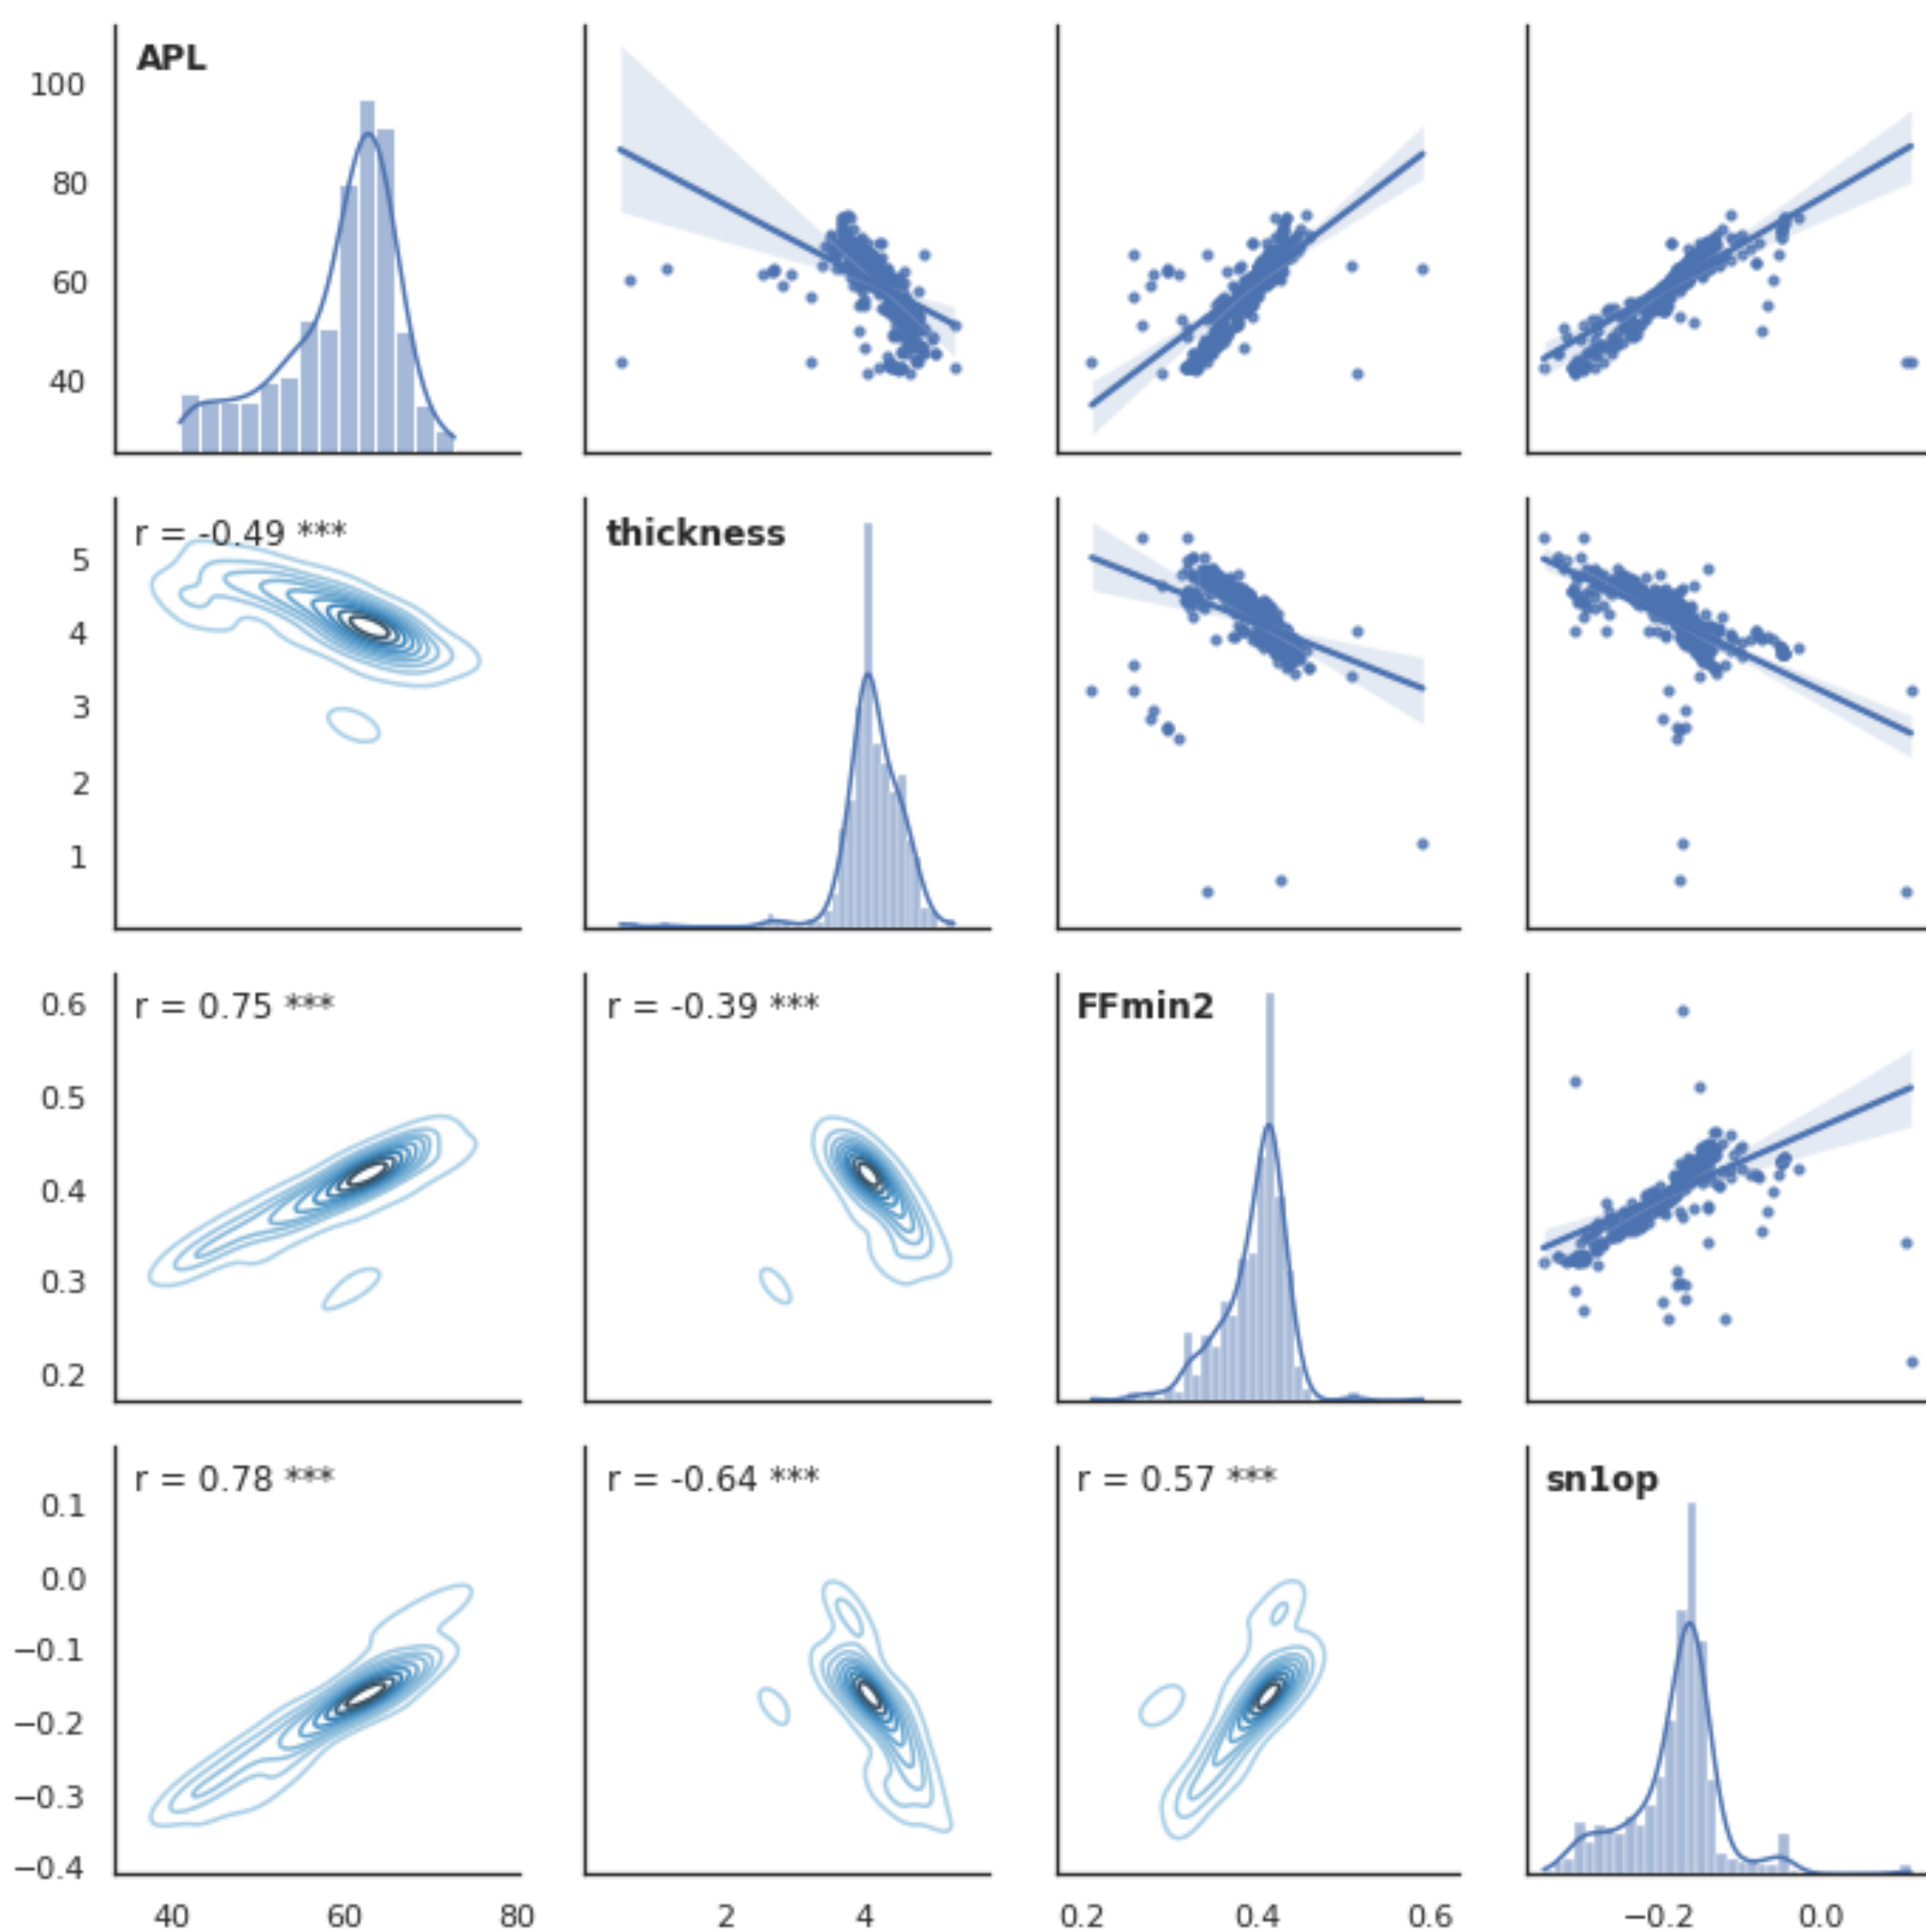 APL
100
80
60
40
r = -0.49 ***
thickness
5
4
3
2
1
r = 0.75 ***
r = -0.39 ***
FFmin2
0.6
0.5
0.4
0.3
0.2
r = 0.78 ***
r = -0.64 ***
r = 0.57 ***
sn1op
0.1
0.0
−0.1
−0.2
−0.3
−0.4
40 60 80 2 4 0.2 0.4 0.6 −0.2 0.0